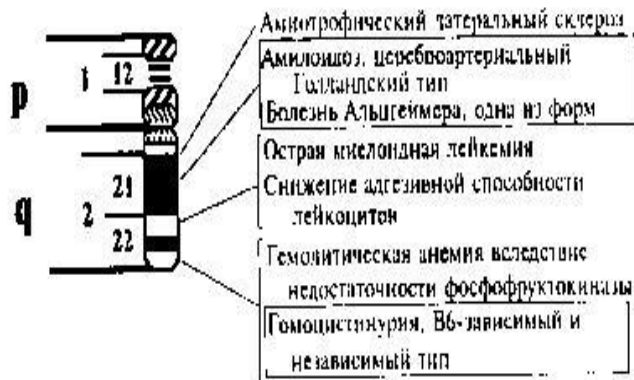 p
1
12
q
2
21
22
Амиотрофический латеральный склероз
Амилоидоз, церебпоартериальный
Голландский тип
Болезнь Альцгеймера, одна из форм
Острая миелоидная лейкемия
Снижение адгезивной способности
лейкоцитов
Гемолитическая анемия вследствие
недостаточности фосфофруктокиназы
Гомоцистинурия, В6-зависимый и
независимый тип